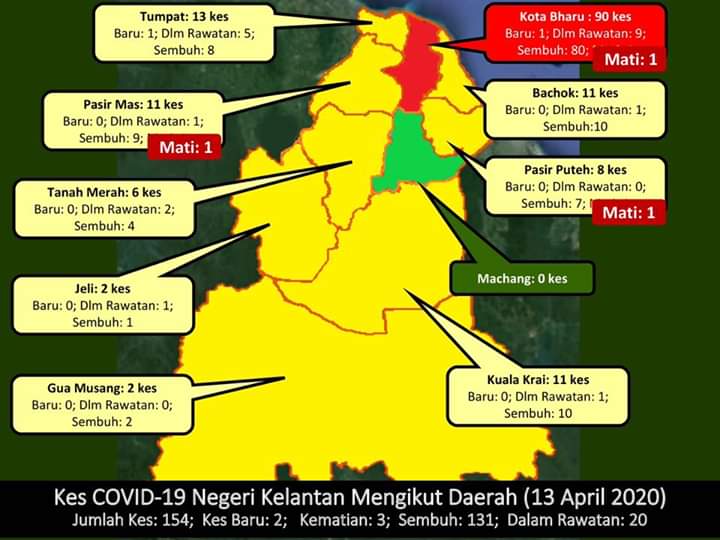 Tumpat: 13 kes
Baru: 1; Dlm Rawatan: 5;
Sembuh: 8
Kota Bharu : 90 kes
Baru: 1; Dlm Rawatan: 9;
Sembuh: 80;
Mati: 1
Pasir Mas: 11 kes
Baru: 0; Dlm Rawatan: 1;
Sembuh: 9;
Mati: 1
Bachok: 11 kes
Baru: 0; Dlm Rawatan: 1;
Sembuh:10
Tanah Merah: 6 kes
Baru: 0; Dlm Rawatan: 2;
Sembuh: 4
Pasir Puteh: 8 kes
Baru: 0; Dlm Rawatan: 0;
Sembuh: 7;
Mati: 1
Machang: 0 kes
Jeli: 2 kes
Baru: 0; Dlm Rawatan: 1;
Sembuh: 1
Gua Musang: 2 kes
Baru: 0; Dlm Rawatan: 0;
Sembuh: 2
Kuala Krai: 11 kes
Baru: 0; Dlm Rawatan: 1;
Sembuh: 10
Kes COVID-19 Negeri Kelantan Mengikut Daerah (13 April 2020)
Jumlah Kes: 154; Kes Baru: 2; Kematian: 3; Sembuh: 131; Dalam Rawatan: 20